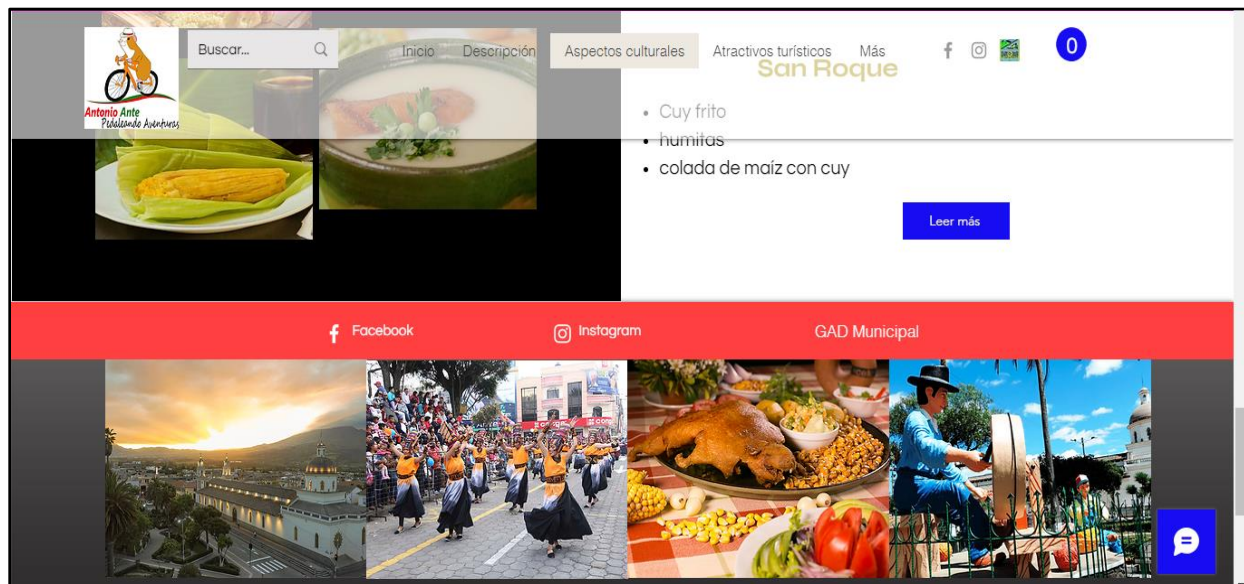 Buscar...
Inicio
Descripción
Aspectos culturales
Atractivos turísticos
Más
0
Antonio Ante
Pedaleando Aventuras
San Roque
• Cuy frito
• humitas
• colada de maíz con cuy
Leer más
Facebook
Instagram
GAD Municipal